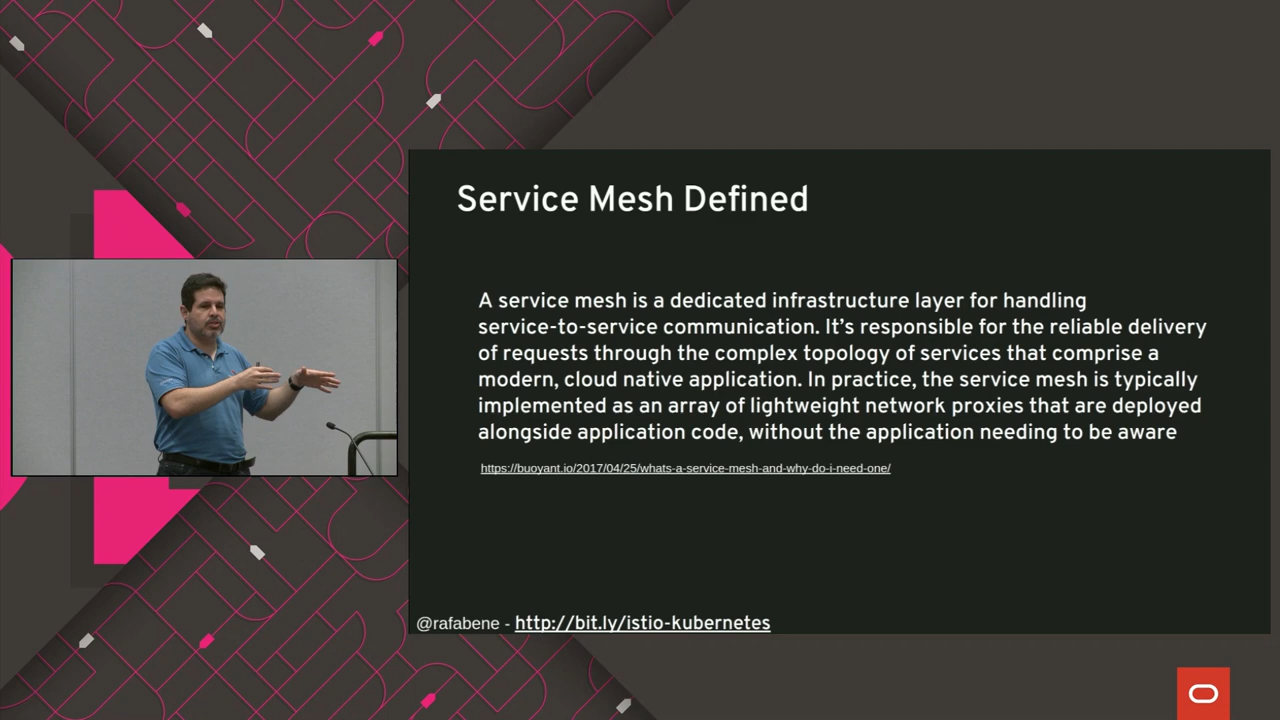 Service Mesh Defined
A service mesh is a dedicated infrastructure layer for handling
service-to-service communication. It’s responsible for the reliable delivery
of requests through the complex topology of services that comprise a
modern, cloud native application. In practice, the service mesh is typically
implemented as an array of lightweight network proxies that are deployed
alongside application code, without the application needing to be aware
https://buoyant.io/2017/04/25/whats-a-service-mesh-and-why-do-i-need-one/
@rafabene - http://bit.ly/istio-kubernetes